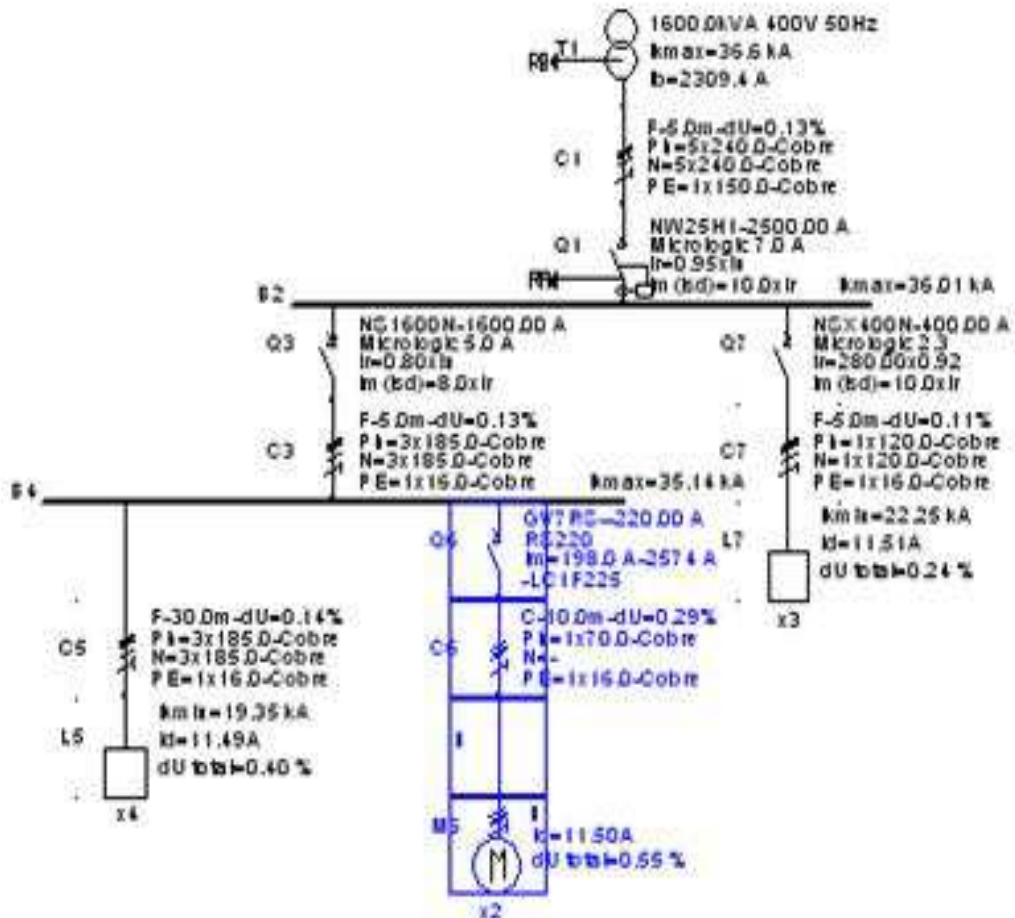 1600.0kVA 400V 50Hz
T1
Ikmax=36.6 kA
Ib=2309.4 A
F-5.0m-dU=0.13%
C1
Ph=5x240.0-Cobre
N=5x240.0-Cobre
PE=1x150.0-Cobre
NW25H1-2500.00 A
Q1
Micrologic 7.0 A
Ir=0.95xIn
Im (Isd)=10.0xIr
Ikmax=36.01 kA
NS1600N-1600.00 A
Q3
Micrologic 5.0 A
Ir=0.80xIn
Im (Isd)=8.0xIr
NSX400N-400.00 A
Q7
Micrologic 2.3
Ir=280.00x0.92
Im (Isd)=10.0xIr
F-5.0m-dU=0.13%
C3
Ph=3x185.0-Cobre
N=3x185.0-Cobre
PE=1x16.0-Cobre
F-5.0m-dU=0.11%
C7
Ph=1x120.0-Cobre
N=1x120.0-Cobre
PE=1x16.0-Cobre
Ikmax=35.14 kA
Ikmin=22.25 kA
L7
Id=11.51A
dU total=0.24 %
x3
GV7RS-220.00 A
Q6
RS220
Im=198.0 A-2574 A
-LC1F225
F-30.0m-dU=0.14%
C5
Ph=3x185.0-Cobre
N=3x185.0-Cobre
PE=1x16.0-Cobre
C-10.0m-dU=0.29%
C6
Ph=1x70.0-Cobre
N=-
PE=1x16.0-Cobre
Ikmin=19.35 kA
L5
Id=11.49A
dU total=0.40 %
x4
Id=11.50A
M
dU total=0.55 %
x2